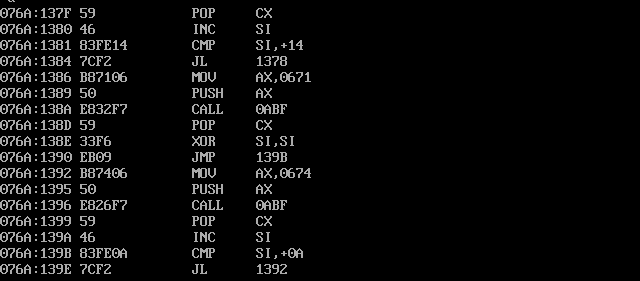 076A:137F 59 POP CX
076A:1380 46 INC SI
076A:1381 83FE14 CMP SI,+14
076A:1384 7CF2 JL 1378
076A:1386 B87106 MOV AX,0671
076A:1389 50 PUSH AX
076A:138A E832F7 CALL 0ABF
076A:138D 59 POP CX
076A:138E 33F6 XOR SI,SI
076A:1390 EB09 JMP 139B
076A:1392 B87406 MOV AX,0674
076A:1395 50 PUSH AX
076A:1396 E826F7 CALL 0ABF
076A:1399 59 POP CX
076A:139A 46 INC SI
076A:139B 83FE0A CMP SI,+0A
076A:139E 7CF2 JL 1392